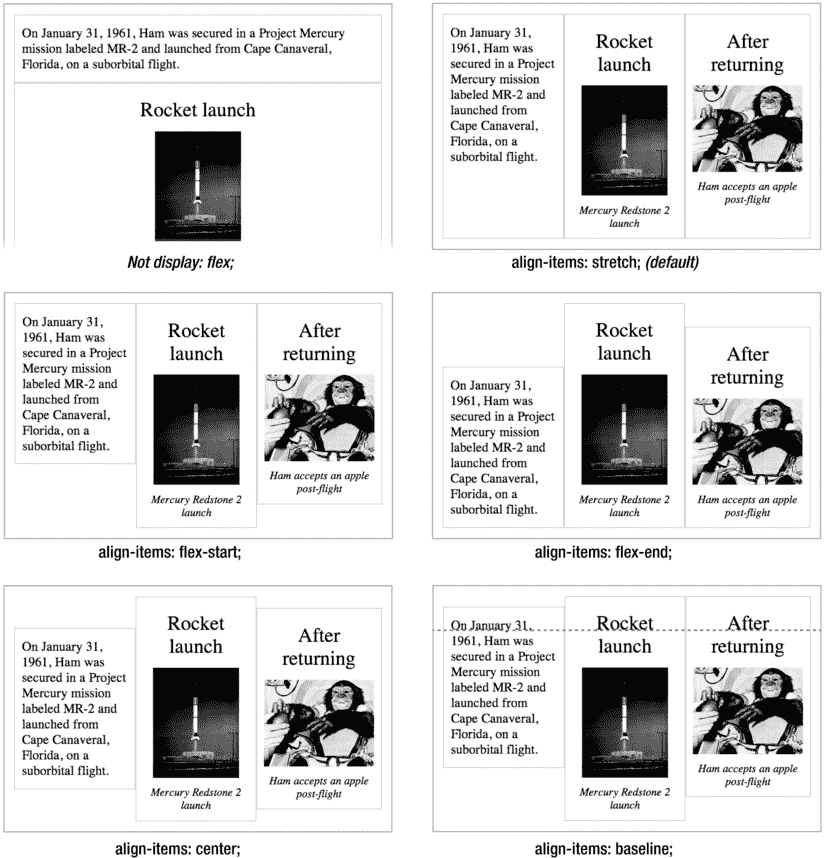 On January 31, 1961, Ham was secured in a Project Mercury
mission labeled MR-2 and launched from Cape Canaveral,
Florida, on a suborbital flight.
Rocket launch
Not display: flex;
On January 31,
1961, Ham was
secured in a Project
Mercury mission
labeled MR-2 and
launched from
Cape Canaveral,
Florida, on a
suborbital flight.
Rocket
launch
Mercury Redstone 2
launch
After
returning
Ham accepts an apple
post-flight
align-items: stretch; (default)
On January 31,
1961, Ham was
secured in a Project
Mercury mission
labeled MR-2 and
launched from
Cape Canaveral,
Florida, on a
suborbital flight.
Rocket
launch
Mercury Redstone 2
launch
After
returning
Ham accepts an apple
post-flight
align-items: flex-start;
On January 31,
1961, Ham was
secured in a Project
Mercury mission
labeled MR-2 and
launched from
Cape Canaveral,
Florida, on a
suborbital flight.
Rocket
launch
Mercury Redstone 2
launch
After
returning
Ham accepts an apple
post-flight
align-items: flex-end;
On January 31,
1961, Ham was
secured in a Project
Mercury mission
labeled MR-2 and
launched from
Cape Canaveral,
Florida, on a
suborbital flight.
Rocket
launch
Mercury Redstone 2
launch
After
returning
Ham accepts an apple
post-flight
align-items: center;
On January 31,
1961, Ham was
secured in a Project
Mercury mission
labeled MR-2 and
launched from
Cape Canaveral,
Florida, on a
suborbital flight.
Rocket
launch
Mercury Redstone 2
launch
After
returning
Ham accepts an apple
post-flight
align-items: baseline;